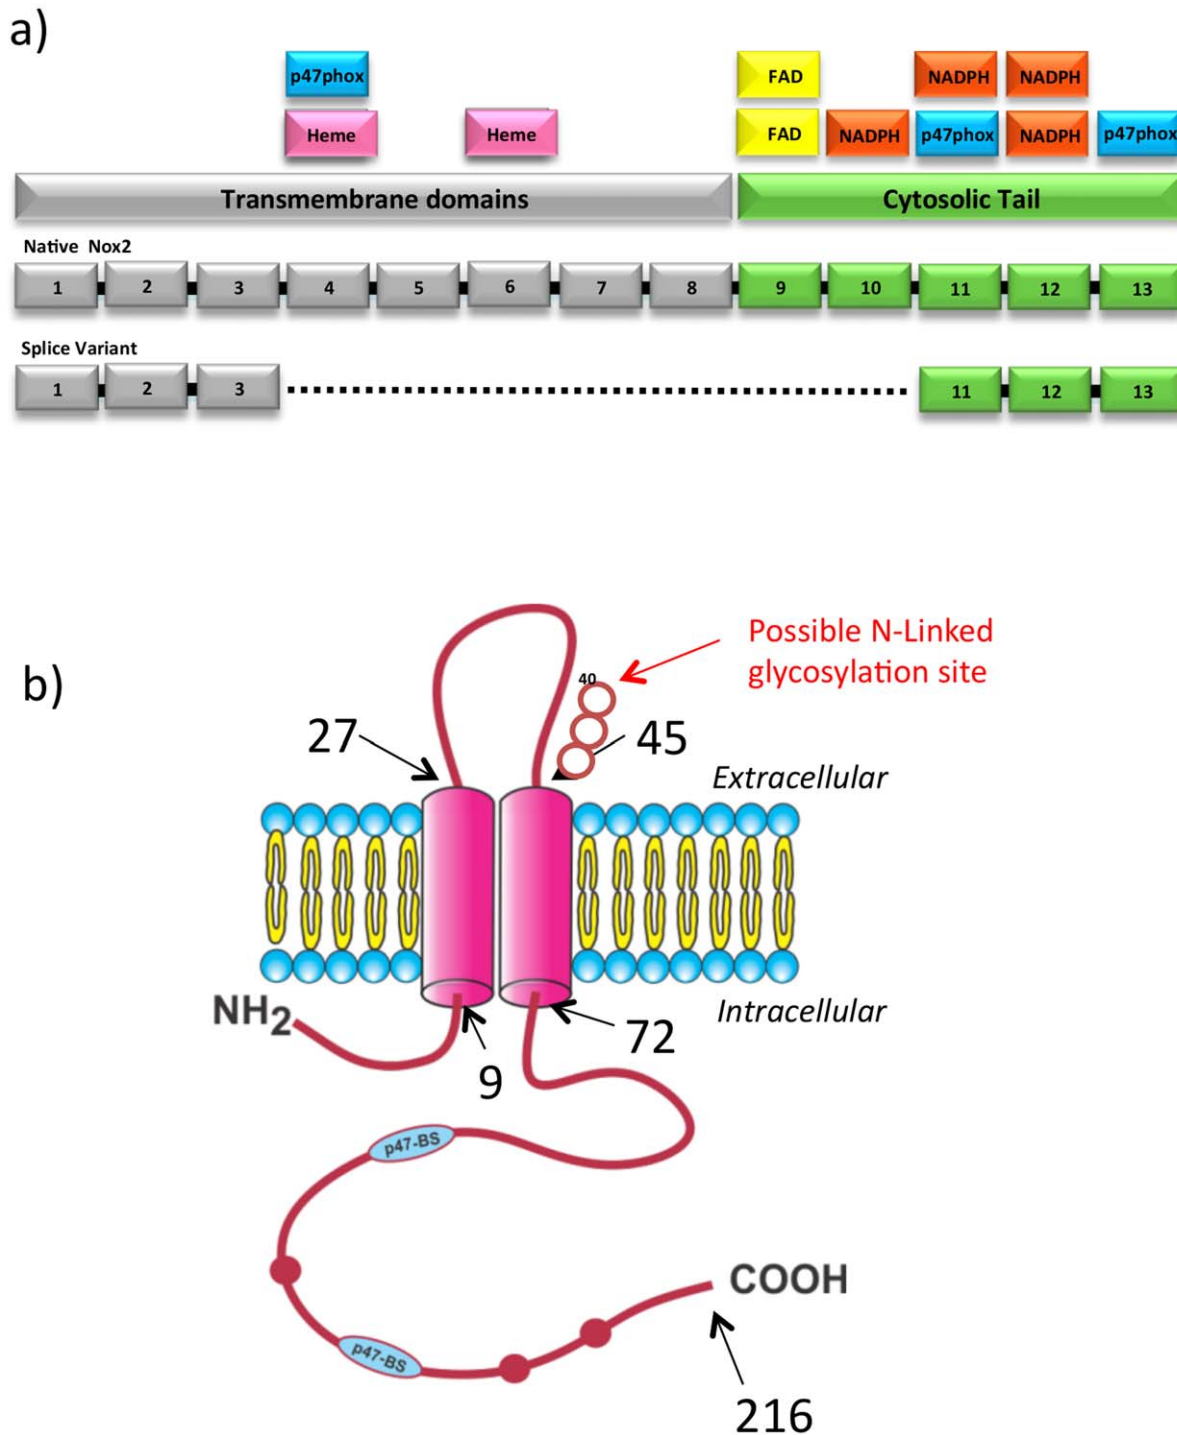 a)
p47phox FAD NADPH NADPH
Heme Heme FAD NADPH p47phox NADPH p47phox
Transmembrane domains Cytosolic Tail
Native Nox2
1 2 3 4 5 6 7 8 9 10 11 12 13
Splice Variant
1 2 3 11 12 13
b)
Possible N-Linked
glycosylation site
40
27 45
Extracellular
NH2
Intracellular
72
9
p47-BS
COOH
p47-BS
216